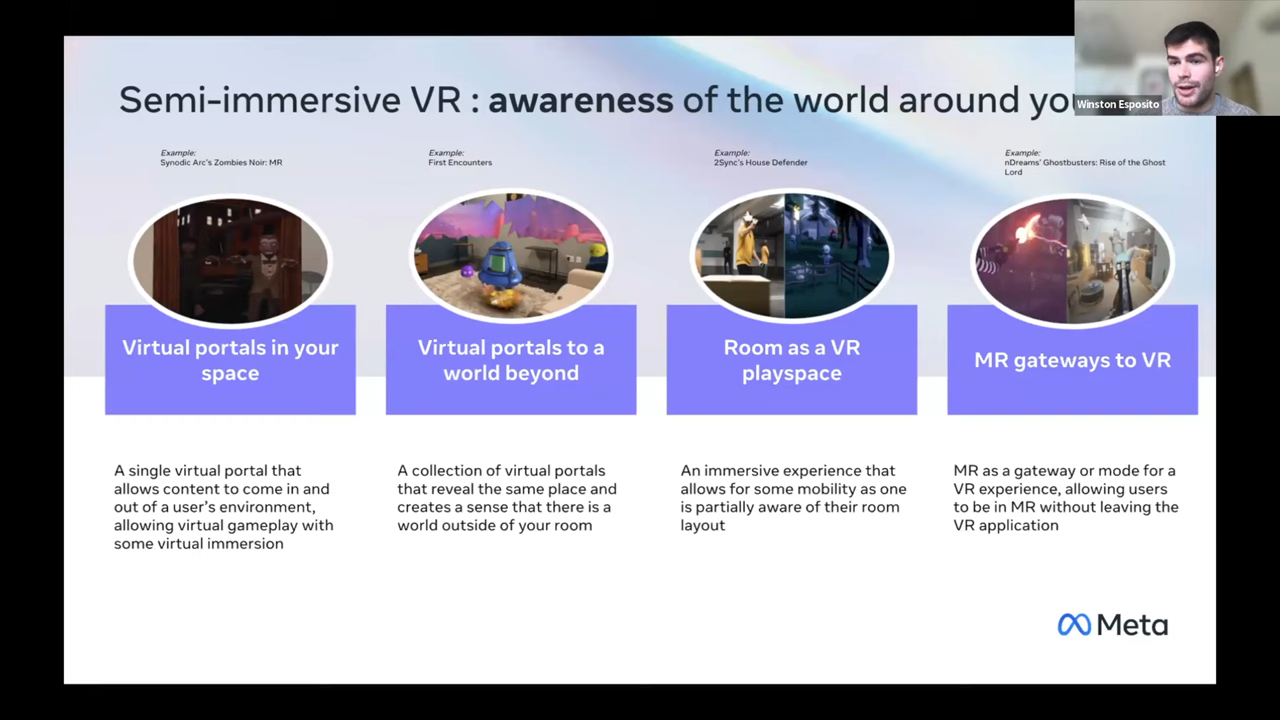 Semi-immersive VR : awareness of the world around you
Winston Esposito
Example:
Synodic Arc's Zombies Noir: MR
Example:
First Encounters
Example:
2Sync's House Defender
Example:
nDreams' Ghostbusters: Rise of the Ghost
Lord
Virtual portals in your
space
Virtual portals to a
world beyond
Room as a VR
playspace
MR gateways to VR
A single virtual portal that
allows content to come in and
out of a user's environment,
allowing virtual gameplay with
some virtual immersion
A collection of virtual portals
that reveal the same place and
creates a sense that there is a
world outside of your room
An immersive experience that
allows for some mobility as one
is partially aware of their room
layout
MR as a gateway or mode for a
VR experience, allowing users
to be in MR without leaving the
VR application
Meta